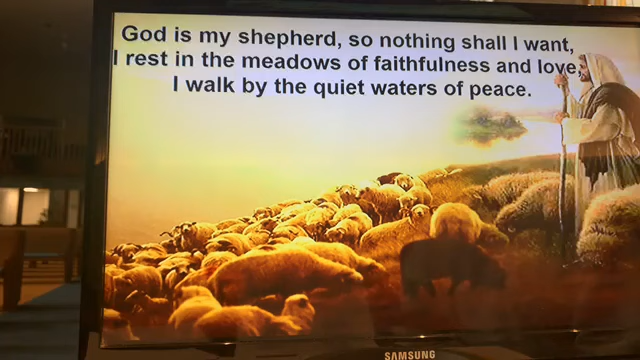 God is my shepherd, so nothing shall I want,
I rest in the meadows of faithfulness and love,
I walk by the quiet waters of peace.
SAMSUNG